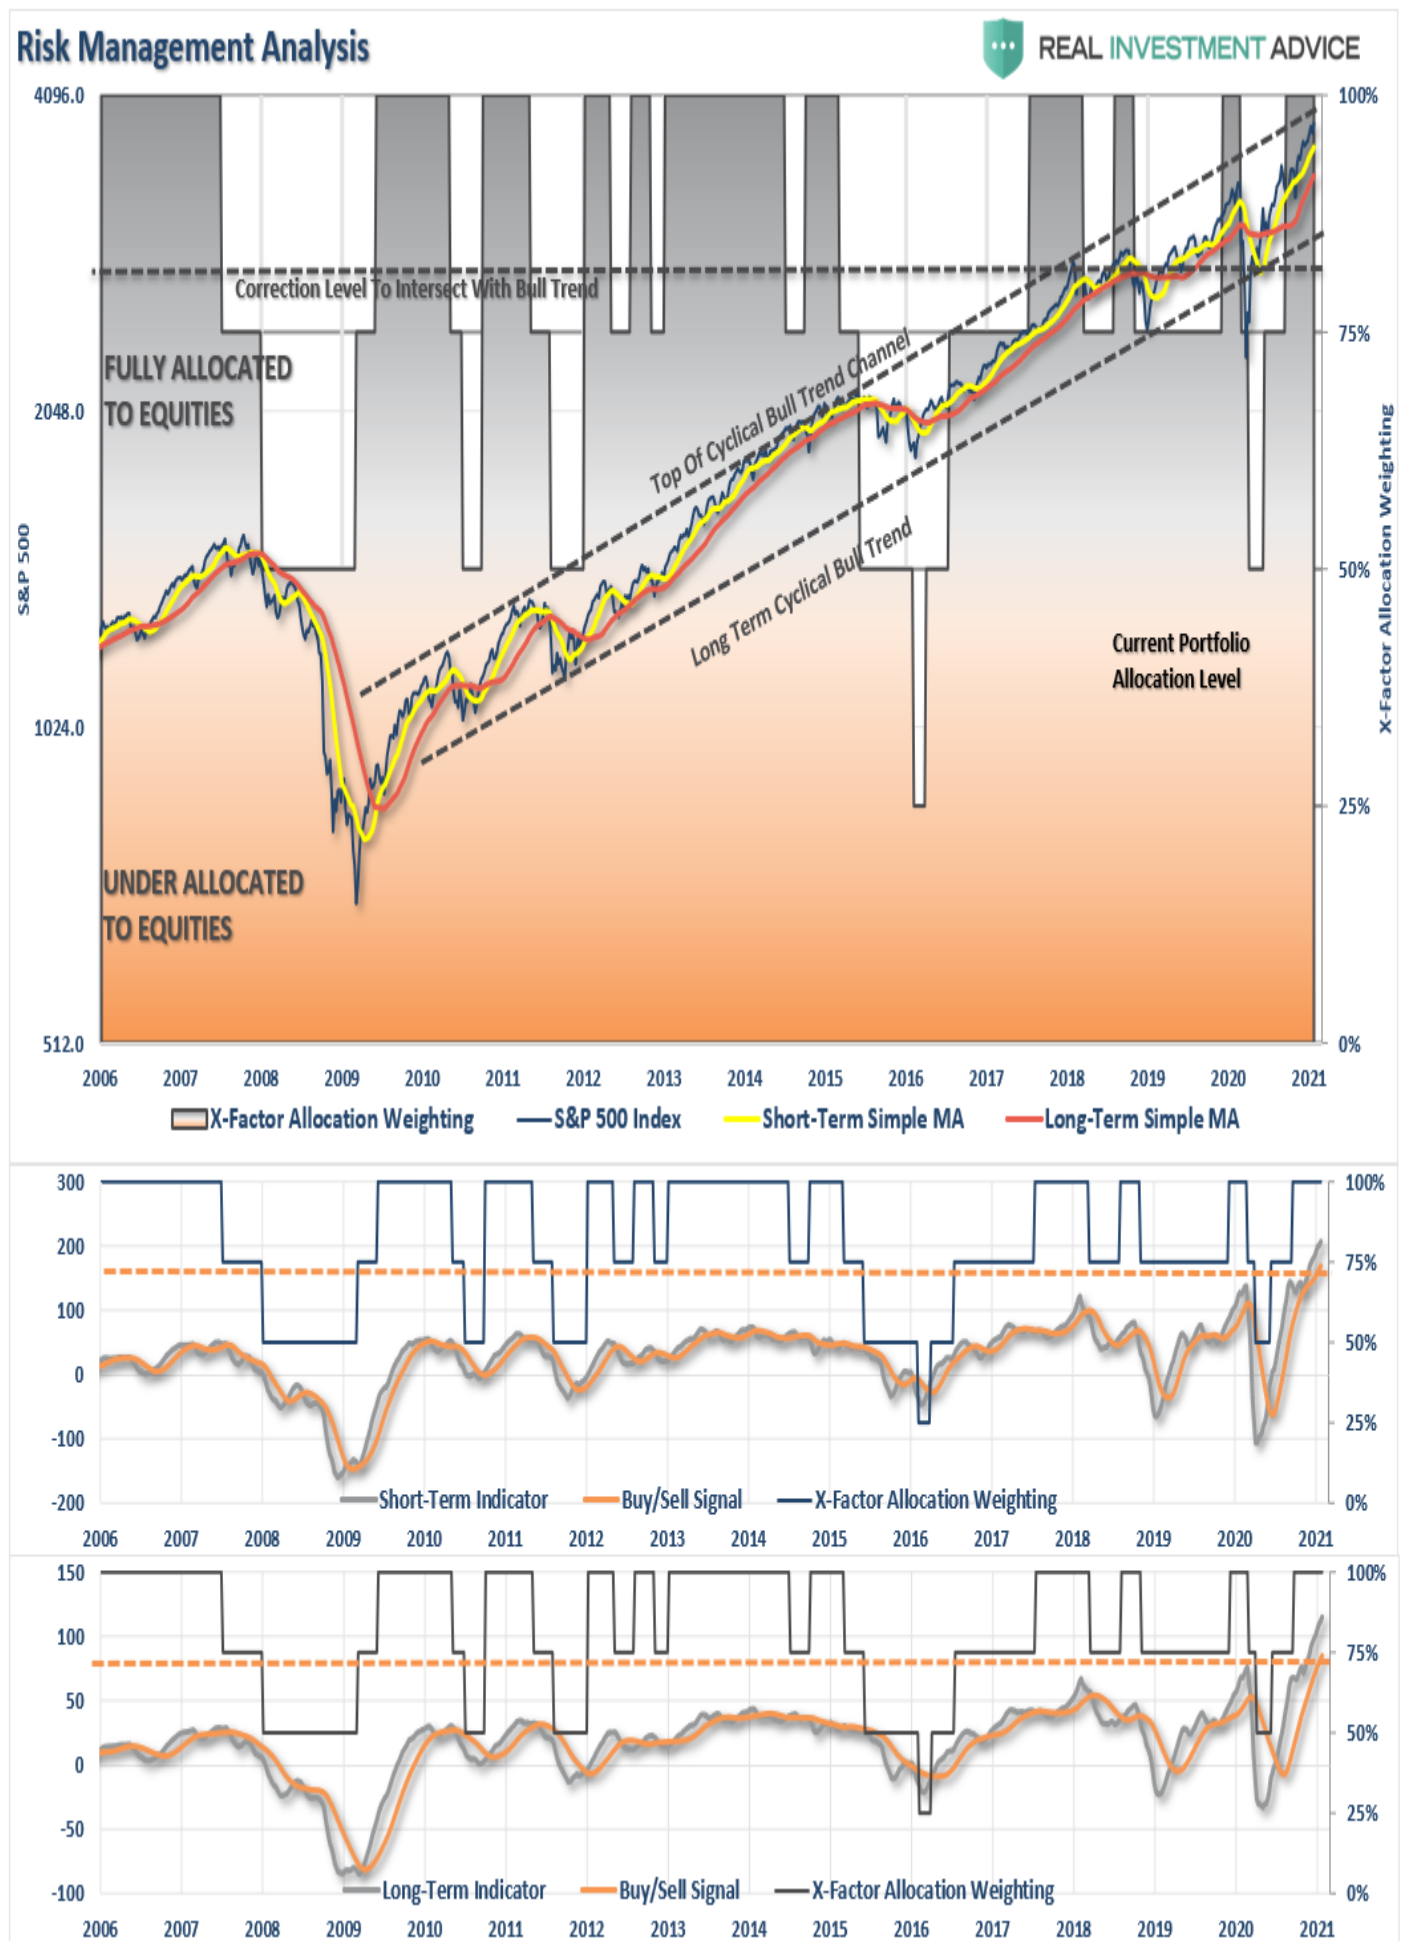 Risk Management Analysis
REAL INVESTMENT ADVICE
4096.0
2048.0
1024.0
512.0
S&P 500
100%
75%
50%
25%
0%
X-Factor Allocation Weighting
Correction Level To Intersect With Bull Trend
FULLY ALLOCATED
TO EQUITIES
Top Of Cyclical Bull Trend Channel
Long Term Cyclical Bull Trend
Current Portfolio
Allocation Level
UNDER ALLOCATED
TO EQUITIES
2006 2007 2008 2009 2010 2011 2012 2013 2014 2015 2016 2017 2018 2019 2020 2021
X-Factor Allocation Weighting S&P 500 Index Short-Term Simple MA Long-Term Simple MA
300
200
100
0
-100
-200
100%
75%
50%
25%
0%
Short-Term Indicator Buy/Sell Signal X-Factor Allocation Weighting
2006 2007 2008 2009 2010 2011 2012 2013 2014 2015 2016 2017 2018 2019 2020 2021
150
100
50
0
-50
-100
100%
75%
50%
25%
0%
Long-Term Indicator Buy/Sell Signal X-Factor Allocation Weighting
2006 2007 2008 2009 2010 2011 2012 2013 2014 2015 2016 2017 2018 2019 2020 2021